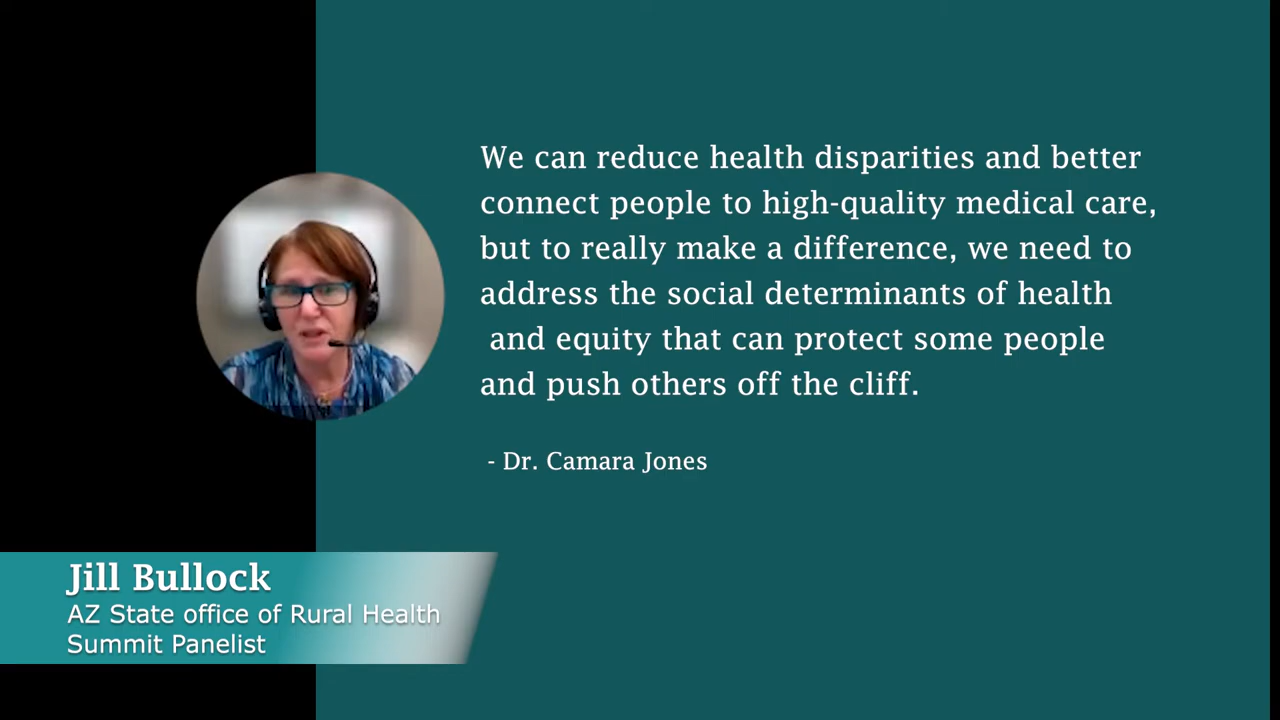 We can reduce health disparities and better
connect people to high-quality medical care,
but to really make a difference, we need to
address the social determinants of health
and equity that can protect some people
and push others off the cliff.
- Dr. Camara Jones
Jill Bullock
AZ State office of Rural Health
Summit Panelist